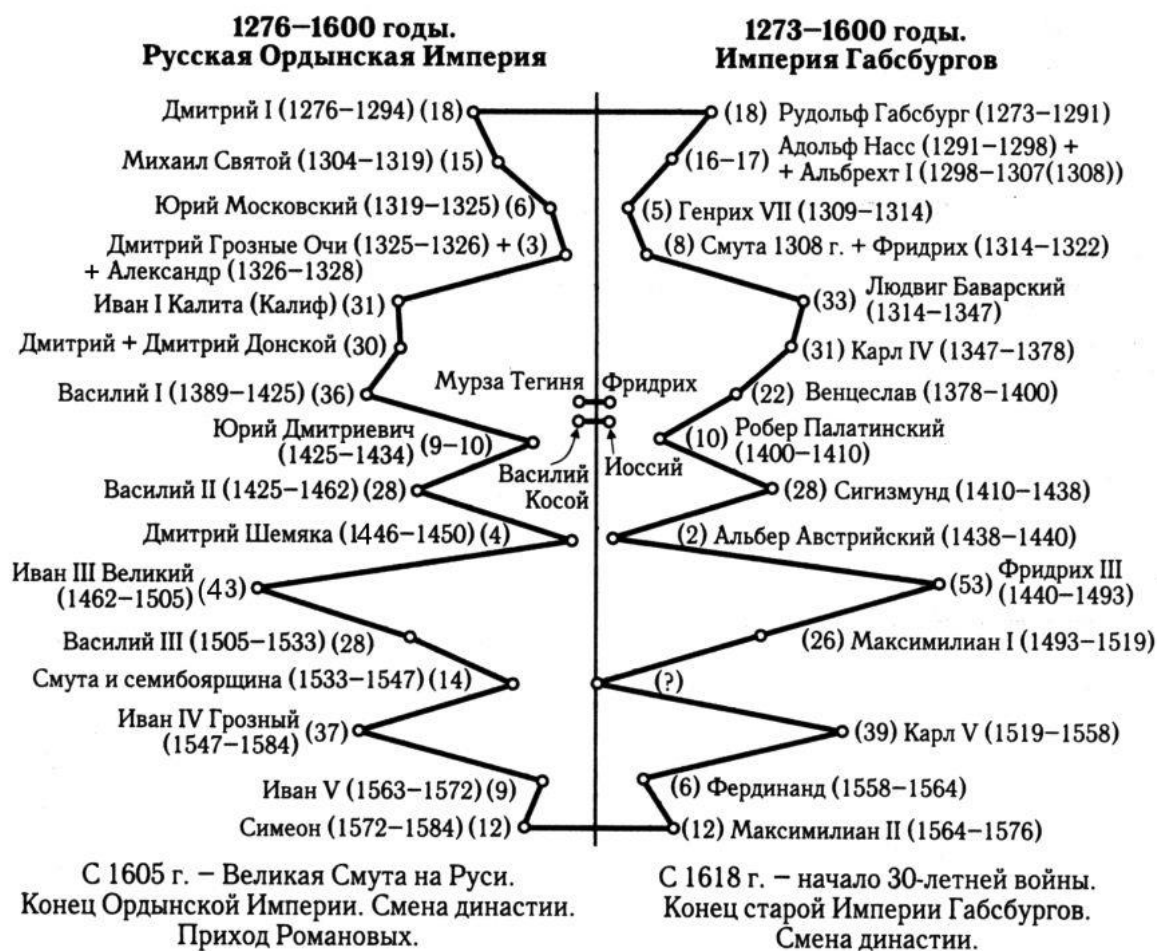 1276–1600 годы.
Русская Ордынская Империя
1273–1600 годы.
Империя Габсбургов
Дмитрий I (1276–1294) (18)
(18) Рудольф Габсбург (1273–1291)
Михаил Святой (1304–1319) (15)
(16–17) Адольф Насс (1291–1298) +
+ Альбрехт I (1298–1307(1308))
Юрий Московский (1319–1325) (6)
(5) Генрих VII (1309–1314)
Дмитрий Грозные Очи (1325–1326) + (3)
+ Александр (1326–1328)
(8) Смута 1308 г. + Фридрих (1314–1322)
Иван I Калита (Калиф) (31)
(33) Людвиг Баварский
(1314–1347)
Дмитрий + Дмитрий Донской (30)
(31) Карл IV (1347–1378)
Василий I (1389–1425) (36)
Мурза Тегиня
Фридрих
(22) Венцеслав (1378–1400)
Юрий Дмитриевич
(1425–1434) (9–10)
Василий
Косой
Иоссий
(10) Робер Палатинский
(1400–1410)
Василий II (1425–1462) (28)
(28) Сигизмунд (1410–1438)
Дмитрий Шемяка (1446–1450) (4)
(2) Альбер Австрийский (1438–1440)
Иван III Великий
(1462–1505) (43)
(53) Фридрих III
(1440–1493)
Василий III (1505–1533) (28)
(26) Максимилиан I (1493–1519)
Смута и семибоярщина (1533–1547) (14)
(?)
Иван IV Грозный
(1547–1584) (37)
(39) Карл V (1519–1558)
Иван V (1563–1572) (9)
(6) Фердинанд (1558–1564)
Симеон (1572–1584) (12)
(12) Максимилиан II (1564–1576)
С 1605 г. – Великая Смута на Руси.
Конец Ордынской Империи. Смена династии.
Приход Романовых.
С 1618 г. – начало 30-летней войны.
Конец старой Империи Габсбургов.
Смена династии.